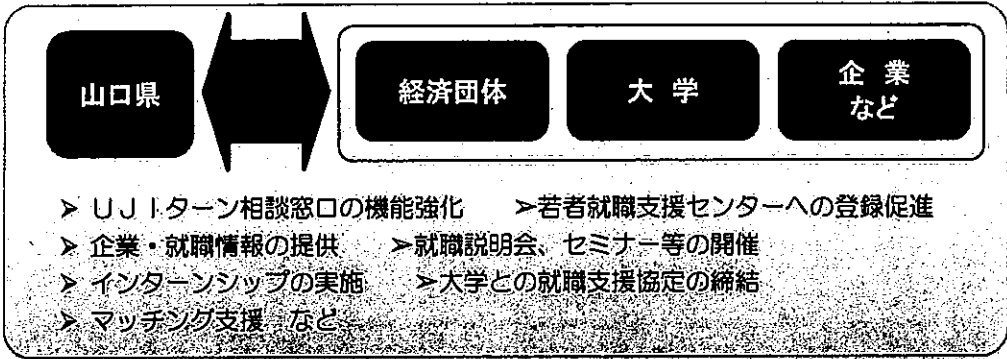 山口県
経済団体
大学
企業
など
➢ UJIターン相談窓口の機能強化 ➢若者就職支援センターへの登録促進
➢ 企業・就職情報の提供 ➢就職説明会、セミナー等の開催
➢ インターンシップの実施 ➢大学との就職支援協定の締結
➢ マッチング支援 など